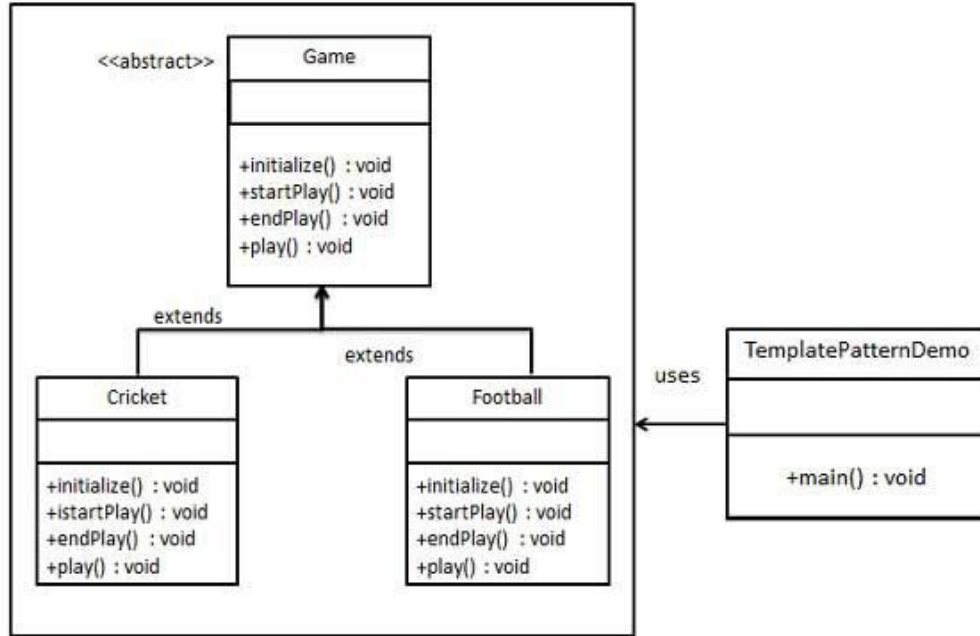 <<abstract>>
Game
+initialize() : void
+startPlay() : void
+endPlay() : void
+play() : void
extends
extends
Cricket
+initialize() : void
+istartPlay() : void
+endPlay() : void
+play() : void
Football
+initialize() : void
+startPlay() : void
+endPlay() : void
+play() : void
uses
TemplatePatternDemo
+main() : void